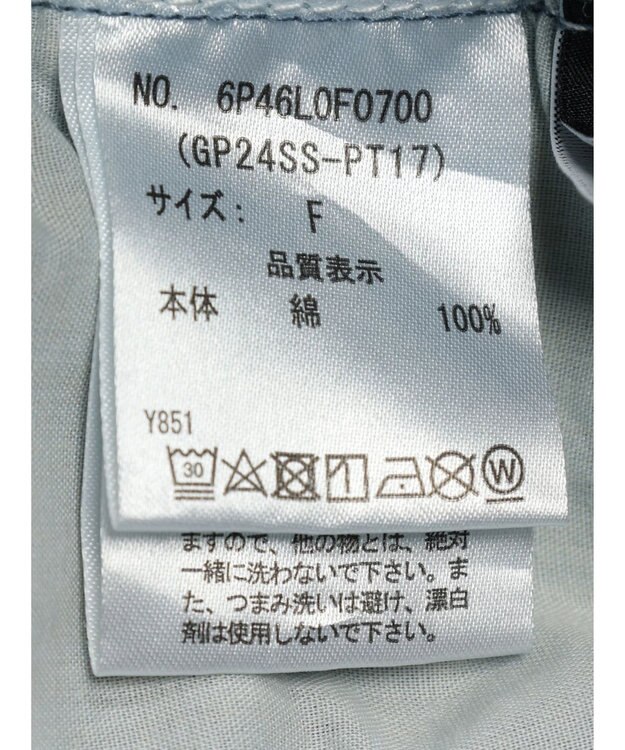 NO. 6P46L0F0700
(GP24SS-PT17)
サイズ: F
品質表示
本体 綿 100%
Y851
30 W
ますので、他の物とは、絶対
一緒に洗わないで下さい。ま
た、つまみ洗いは避け、漂白
剤は使用しないで下さい。